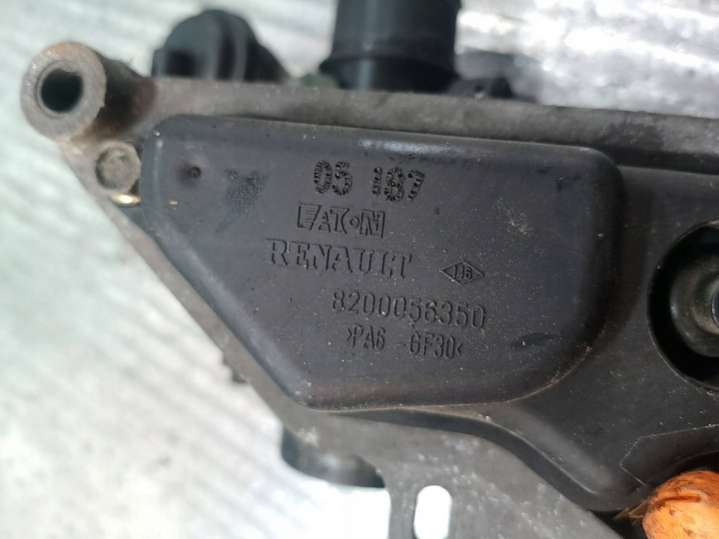 05 187
EATON
RENAULT
8200056350
>PA6 -GF30<